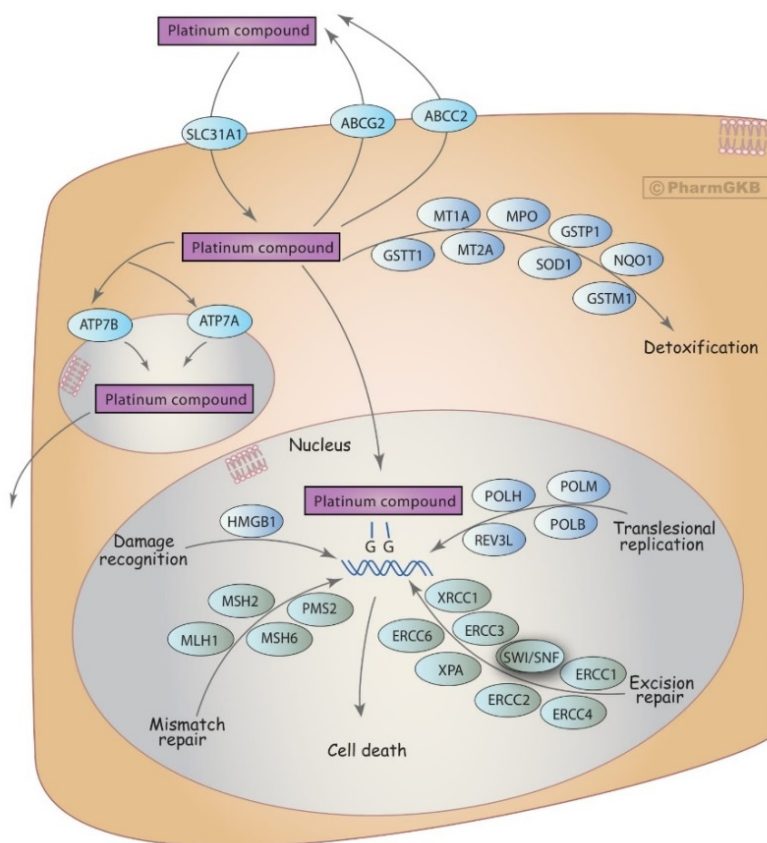 Platinum compound
SLC31A1
ABCG2
ABCC2
© PharmGKB
Platinum compound
MT1A
MPO
GSTP1
GSTT1
MT2A
SOD1
NQO1
GSTM1
Detoxification
ATP7B
ATP7A
Platinum compound
Nucleus
Platinum compound
G G
HMGB1
Damage
recognition
POLH
POLM
REV3L
POLB
Translesional
replication
MSH2
PMS2
MLH1
MSH6
Mismatch
repair
XRCC1
ERCC6
ERCC3
XPA
SWI/SNF
ERCC1
ERCC2
ERCC4
Excision
repair
Cell death